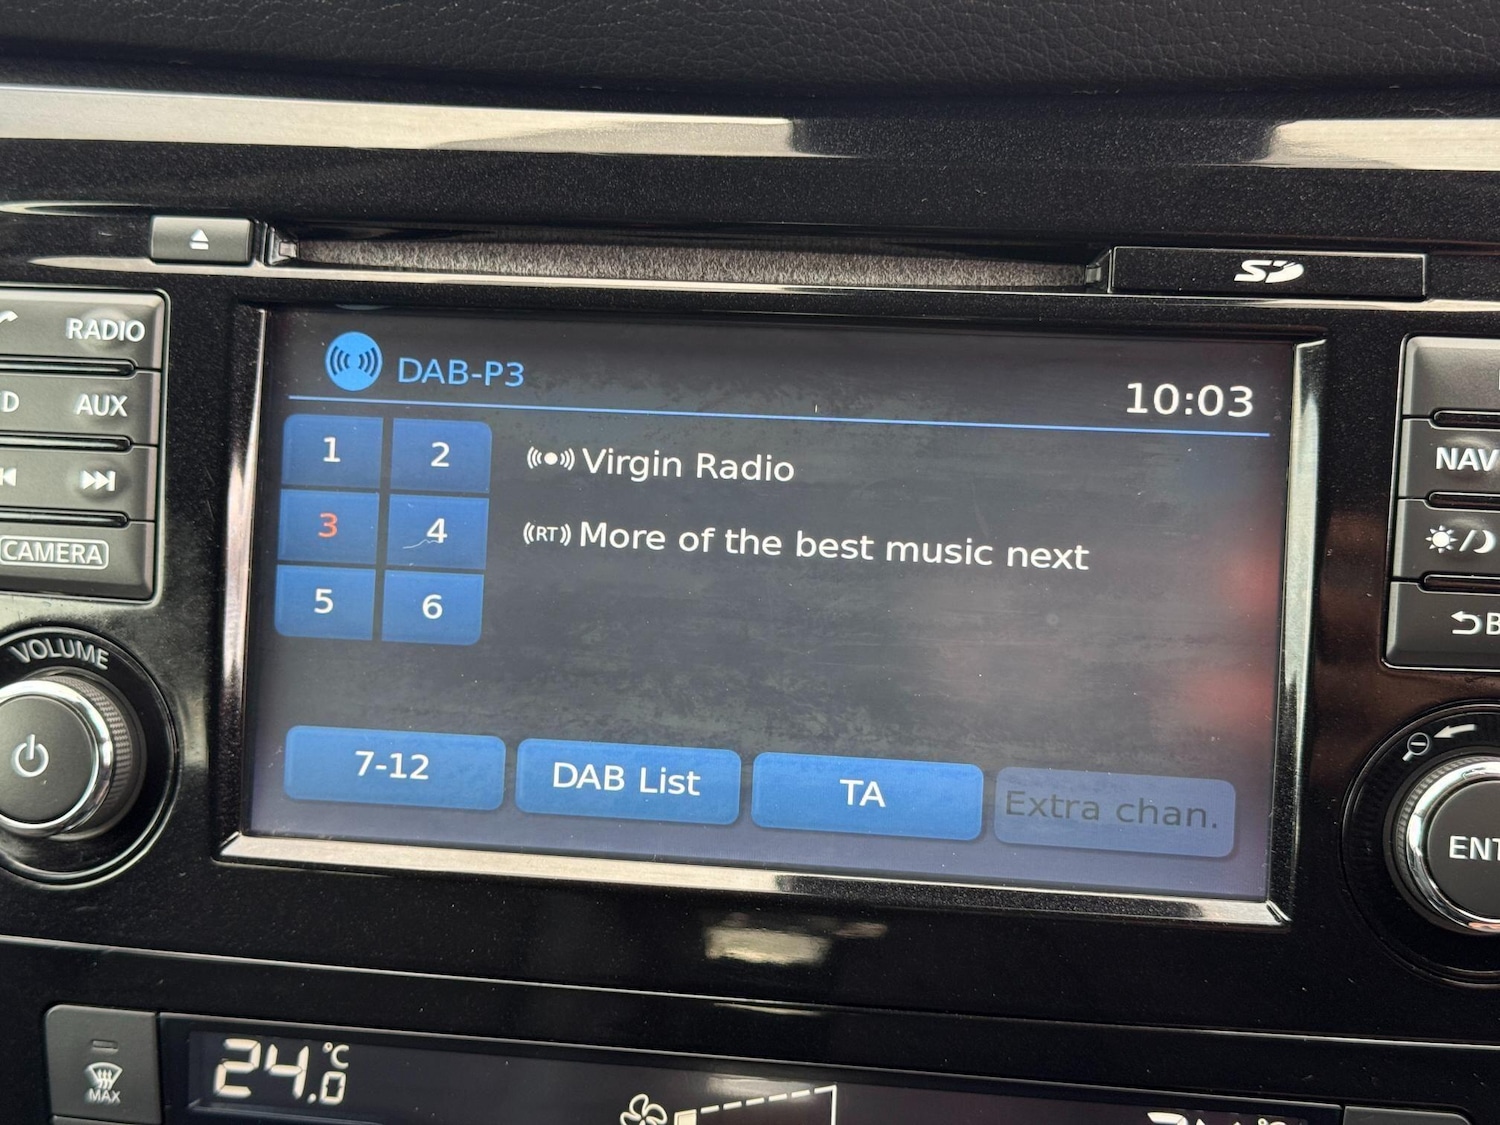 SD
RADIO
AUX
CAMERA
VOLUME
DAB-P3
10:03
1 2
3 4
5 6
Virgin Radio
RT More of the best music next
7-12 DAB List TA Extra chan.
NAV
MAX
24.0 °C